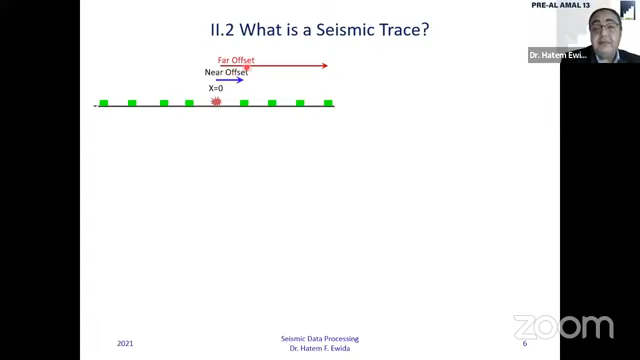 PRE-AL AMAL 13
II.2 What is a Seismic Trace?
Far Offset
Near Offset
X=0
Dr. Hatem Ewi...
2021
Seismic Data Processing
Dr. Hatem F. Ewida
6
zoom